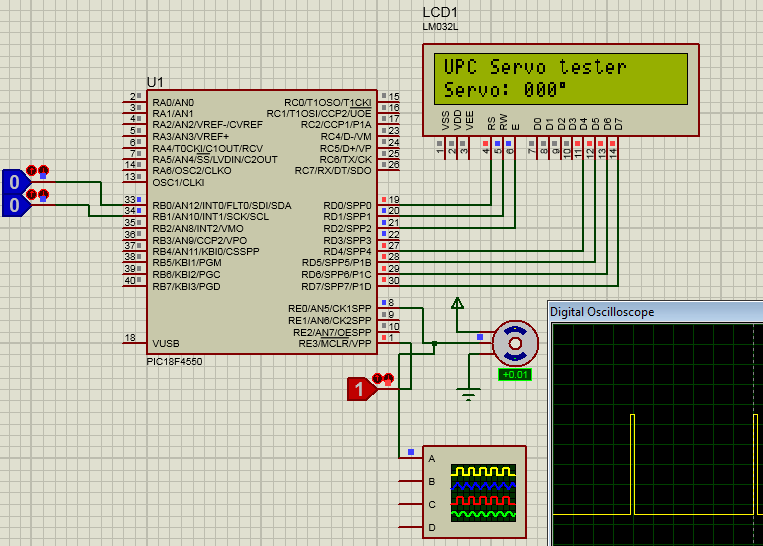 LCD1
LM032L
UPC Servo tester
Servo: 000°
VSS VDD VEE RS RW E D0 D1 D2 D3 D4 D5 D6 D7
1 2 3 4 5 6 7 8 9 10 11 12 13 14
U1
2 RA0/AN0 RC0/T1OSO/T1CKI 15
3 RA1/AN1 RC1/T1OSI/CCP2/UOE 16
4 RA2/AN2/VREF-/CVREF RC2/CCP1/P1A 17
5 RA3/AN3/VREF+ RC4/D-/VM 23
6 RA4/T0CKI/C1OUT/RCV RC5/D+/VP 24
7 RA5/AN4/SS/LVDIN/C2OUT RC6/TX/CK 25
14 RA6/OSC2/CLKO RC7/RX/DT/SDO 26
13 OSC1/CLKI
0
0
33 RB0/AN12/INT0/FLT0/SDI/SDA RD0/SPP0 19
34 RB1/AN10/INT1/SCK/SCL RD1/SPP1 20
35 RB2/AN8/INT2/VMO RD2/SPP2 21
36 RB3/AN9/CCP2/VPO RD3/SPP3 22
37 RB4/AN11/KBI0/CSSPP RD4/SPP4 27
38 RB5/KBI1/PGM RD5/SPP5/P1B 28
39 RB6/KBI2/PGC RD6/SPP6/P1C 29
40 RB7/KBI3/PGD RD7/SPP7/P1D 30
RE0/AN5/CK1SPP 8
RE1/AN6/CK2SPP 9
RE2/AN7/OESPP 10
18 VUSB RE3/MCLR/VPP 1
PIC18F4550
1
+0.01
Digital Oscilloscope
A
B
C
D